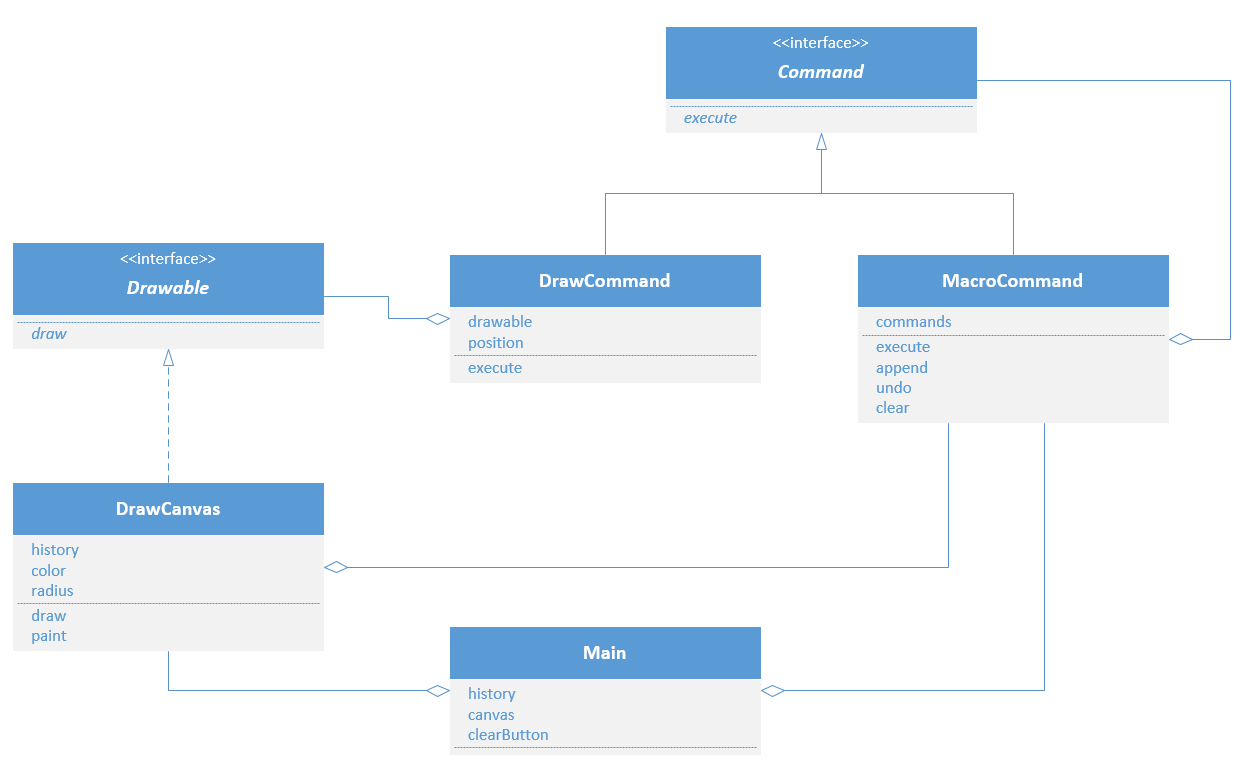 <<interface>>
Command
execute
<<interface>>
Drawable
draw
DrawCommand
drawable
position
execute
MacroCommand
commands
execute
append
undo
clear
DrawCanvas
history
color
radius
draw
paint
Main
history
canvas
clearButton